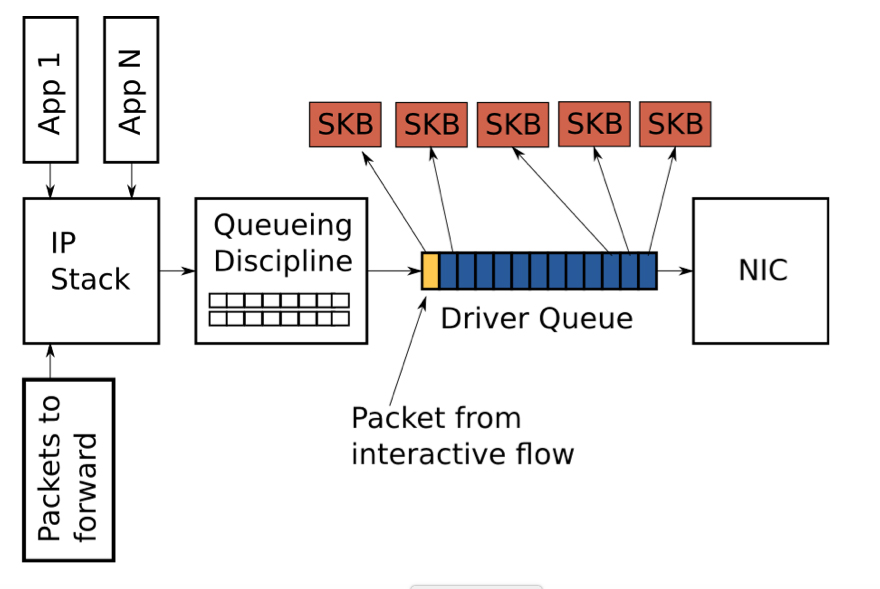 App 1
App N
SKB
SKB
SKB
SKB
SKB
IP
Stack
Queueing
Discipline
NIC
Driver Queue
Packet from
interactive flow
Packets to
forward